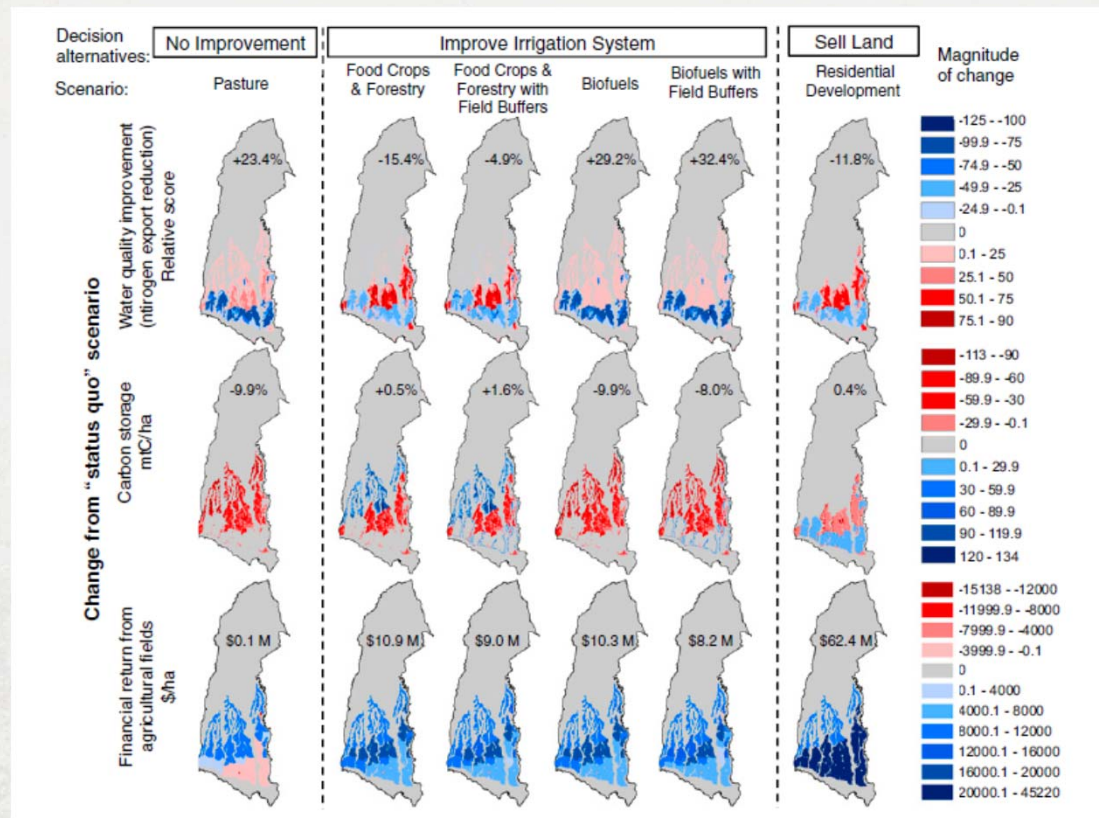 Decision
alternatives:
No Improvement
Improve Irrigation System
Sell Land
Scenario:
Pasture
Food Crops
& Forestry
Food Crops &
Forestry with
Field Buffers
Biofuels
Biofuels with
Field Buffers
Residential
Development
Magnitude
of change
Change from "status quo" scenario
Water quality improvement
(nitrogen export reduction)
Relative score
+23.4%
-15.4%
-4.9%
+29.2%
+32.4%
-11.8%
-125 - -100
-99.9 - -75
-74.9 - -50
-49.9 - -25
-24.9 - -0.1
0
0.1 - 25
25.1 - 50
50.1 - 75
75.1 - 90
Carbon storage
mtC/ha
-9.9%
+0.5%
+1.6%
-9.9%
-8.0%
0.4%
-113 - -90
-89.9 - -60
-59.9 - -30
-29.9 - -0.1
0
0.1 - 29.9
30 - 59.9
60 - 89.9
90 - 119.9
120 - 134
Financial return from
agricultural fields
$/ha
$0.1 M
$10.9 M
$9.0 M
$10.3 M
$8.2 M
$62.4 M
-15138 - -12000
-11999.9 - -8000
-7999.9 - -4000
-3999.9 - -0.1
0
0.1 - 4000
4000.1 - 8000
8000.1 - 12000
12000.1 - 16000
16000.1 - 20000
20000.1 - 45220